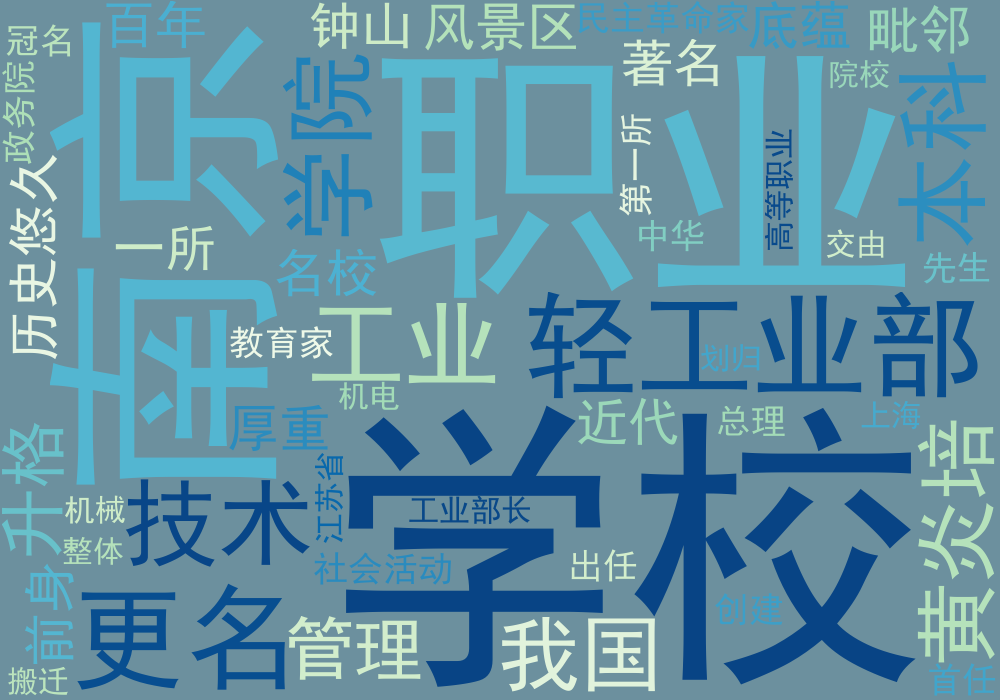 百年
钟山
风景区
民主革命家
底蕴
毗邻
冠名
著名
院校
政务院
南京
学院
职业
本科
第一所
高等职业
历史悠久
一所
中华
交由
先生
名校
工业
轻工业部
教育家
划归
机电
上海
厚重
近代
总理
学校
升格
黄炎培
江苏省
技术
机械
工业部长
整体
社会活动
出任
前身
更名
创建
管理
我国
搬迁
首任